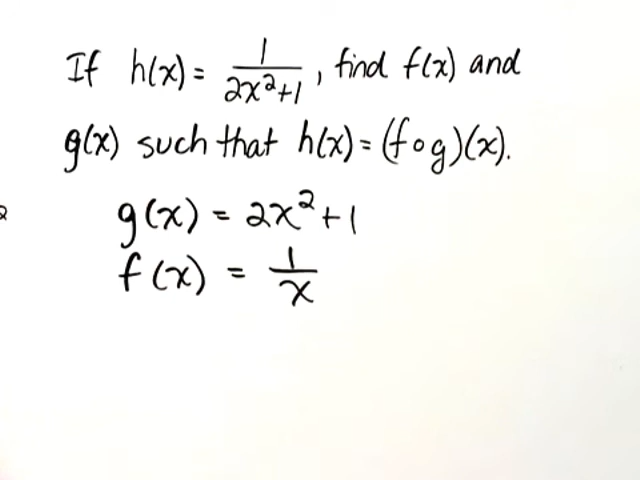 If h(x) = 1/(2x²+1), find f(x) and
g(x) such that h(x) = (f∘g)(x).
g(x) = 2x²+1
f(x) = 1/x